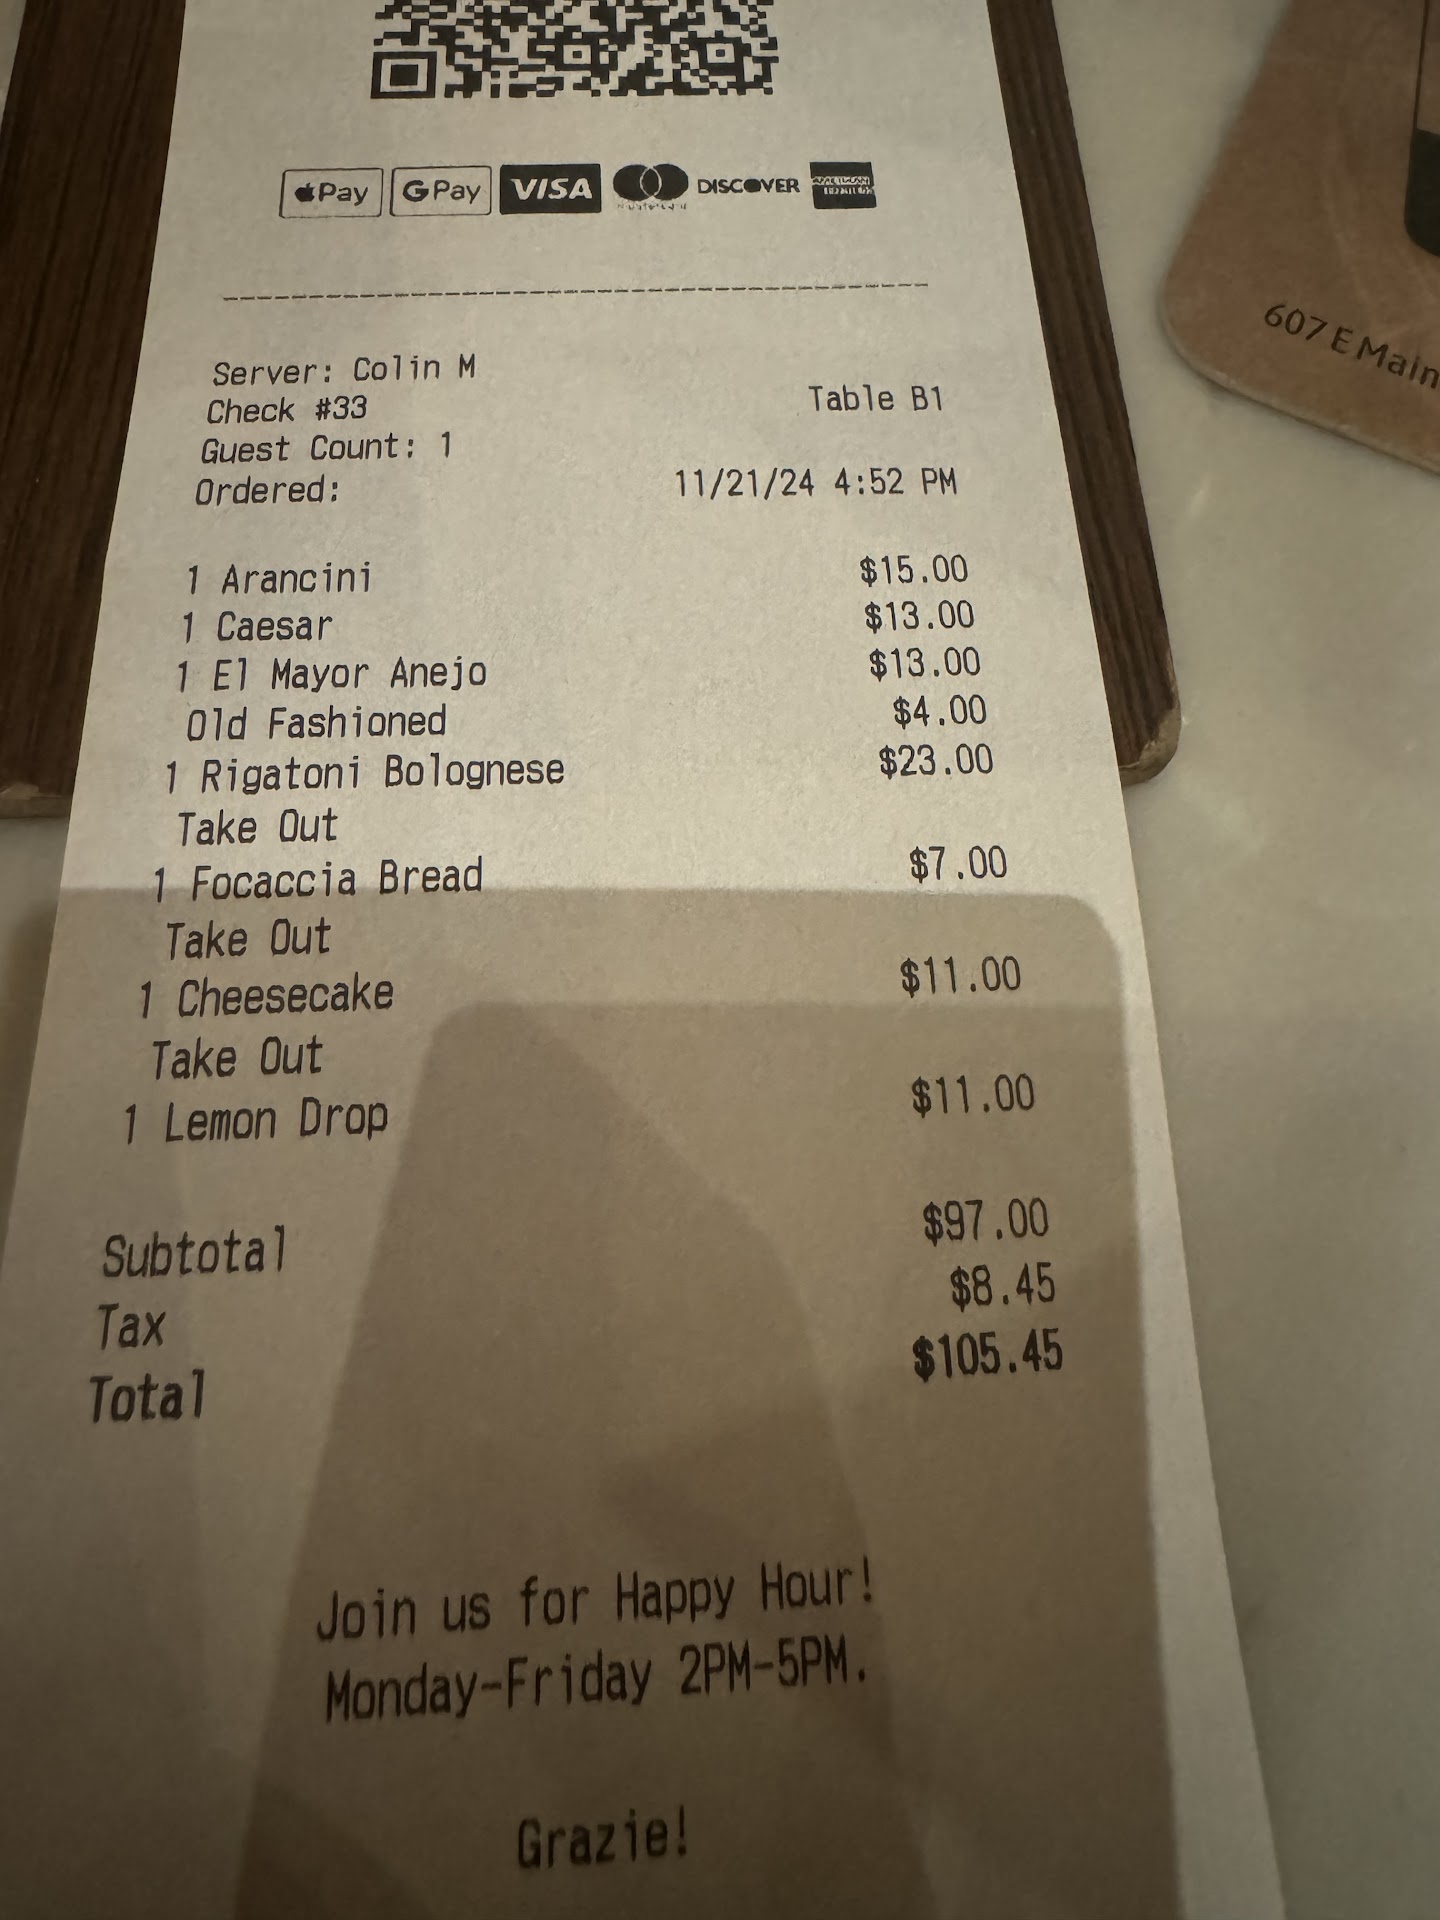 Pay GPay VISA DISCOVER
Server: Colin M
Check #33 Table B1
Guest Count: 1
Ordered: 11/21/24 4:52 PM
1 Arancini $15.00
1 Caesar $13.00
1 El Mayor Anejo $13.00
Old Fashioned $4.00
1 Rigatoni Bolognese $23.00
Take Out
1 Focaccia Bread $7.00
Take Out
1 Cheesecake $11.00
Take Out
1 Lemon Drop $11.00
Subtotal $97.00
Tax $8.45
Total $105.45
Join us for Happy Hour!
Monday-Friday 2PM-5PM.
Grazie!
607 E Main